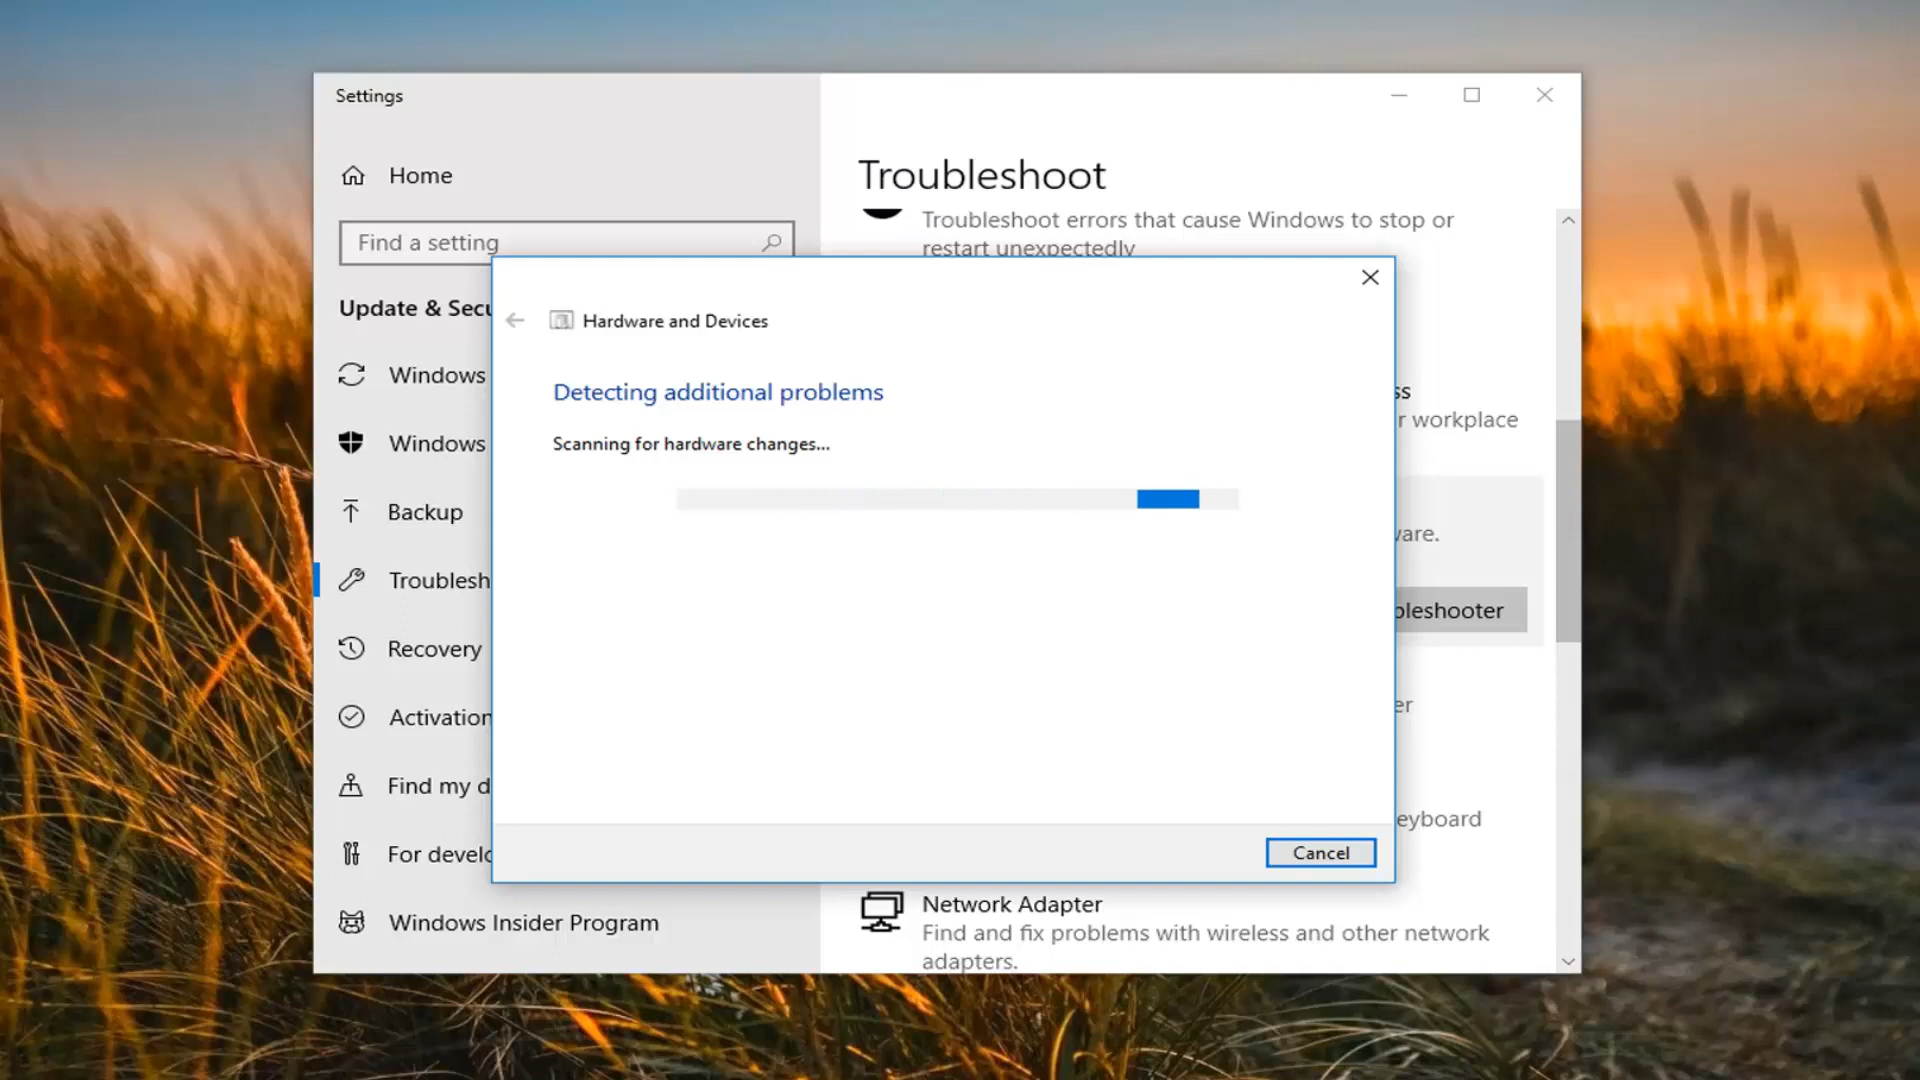 Settings
Home
Find a setting
Update & Secu
Windows
Windows
Backup
Troublesh
Recovery
Activation
Find my d
For develo
Windows Insider Program
Troubleshoot
Troubleshoot errors that cause Windows to stop or
restart unexpectedly
ss
r workplace
vare.
bleshooter
er
eyboard
Network Adapter
Find and fix problems with wireless and other network
adapters.
Hardware and Devices
Detecting additional problems
Scanning for hardware changes...
Cancel